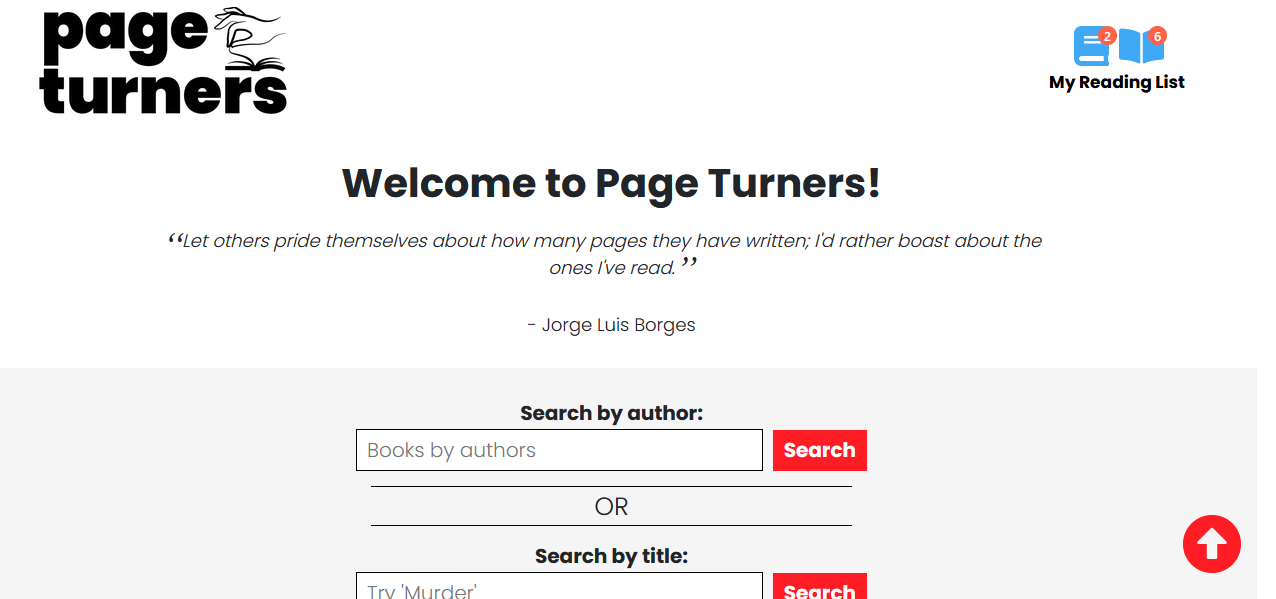 page
turners
2
6
My Reading List
Welcome to Page Turners!
“Let others pride themselves about how many pages they have written; I'd rather boast about the
ones I've read.”
- Jorge Luis Borges
Search by author:
Books by authors
Search
OR
Search by title:
Try 'Murder'
Search